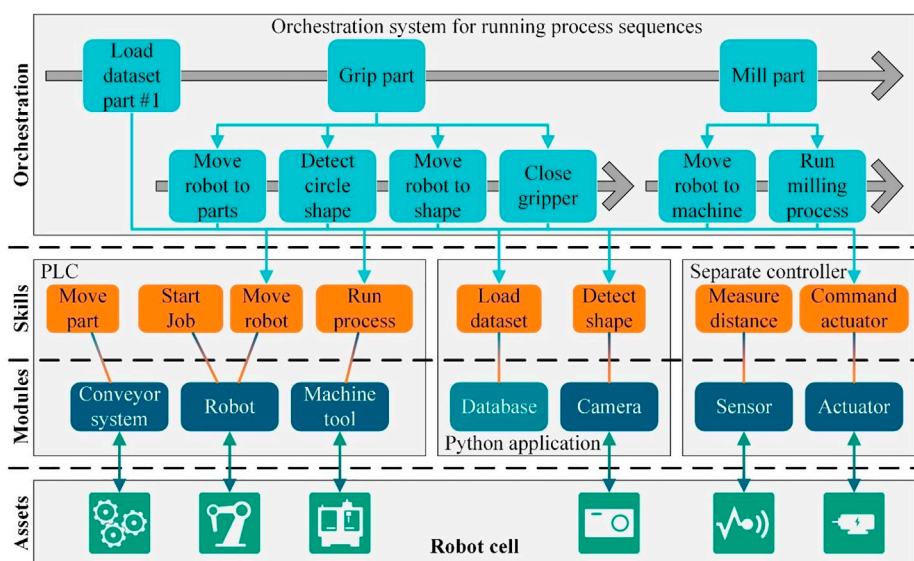 Orchestration system for running process sequences
Load
dataset
part #1
Grip part
Mill part
Orchestration
Move
robot to
parts
Detect
circle
shape
Move
robot to
shape
Close
gripper
Move
robot to
machine
Run
milling
process
PLC
Separate controller
Skills
Move
part
Start
Job
Move
robot
Run
process
Load
dataset
Detect
shape
Measure
distance
Command
actuator
Modules
Conveyor
system
Robot
Machine
tool
Database
Camera
Sensor
Actuator
Python application
Assets
Robot cell